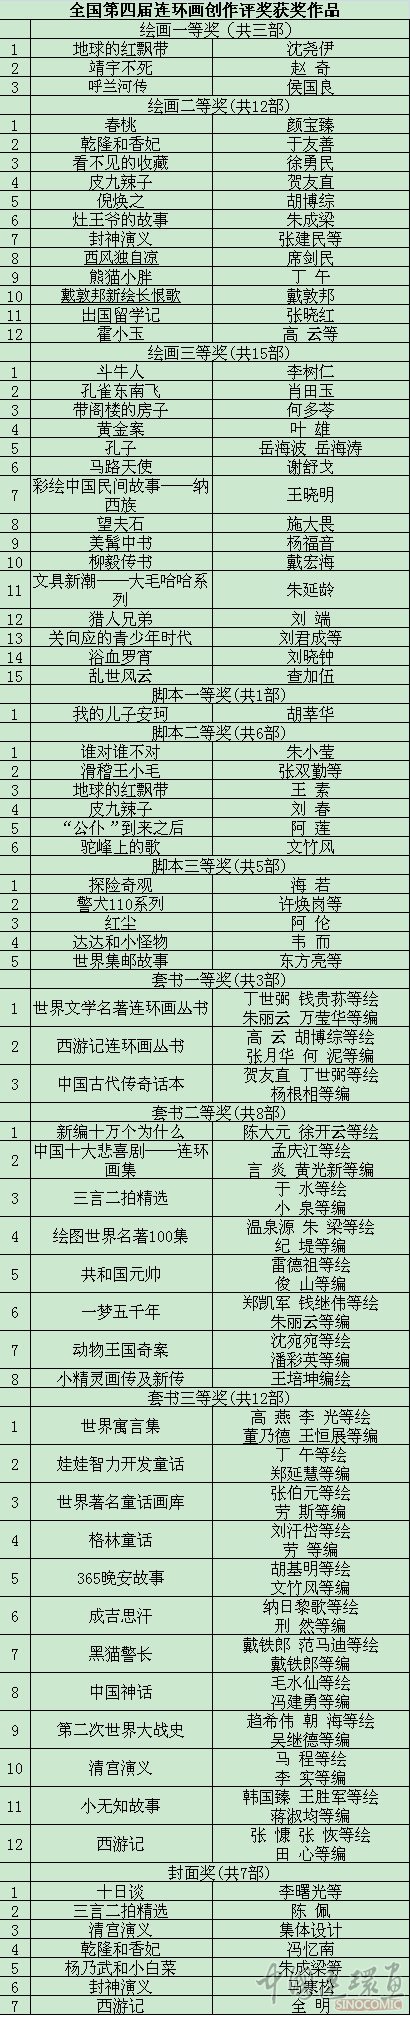 全国第四届连环画创作评奖获奖作品
绘画一等奖（共三部）
1 地球的红飘带 沈尧伊
2 靖宇不死 赵 奇
3 呼兰河传 侯国良
绘画二等奖(共12部)
1 春桃 颜宝臻
2 乾隆和香妃 于友善
3 看不见的收藏 徐勇民
4 皮九辣子 贺友直
5 倪焕之 胡博综
6 灶王爷的故事 朱成梁
7 封神演义 张建民等
8 西风独自凉 席剑民
9 熊猫小胖 丁 午
10 戴敦邦新绘长恨歌 戴敦邦
11 出国留学记 张晓红
12 霍小玉 高 云等
绘画三等奖(共15部)
1 斗牛人 李树仁
2 孔雀东南飞 肖田玉
3 带阁楼的房子 何多苓
4 黄金案 叶 雄
5 孔子 岳海波 岳海涛
6 马路天使 谢舒戈
7 彩绘中国民间故事——纳
西族 王晓明
8 望夫石 施大畏
9 美髯中书 杨福音
10 柳毅传书 戴宏海
11 文具新潮——大毛哈哈系
列 朱延龄
12 猎人兄弟 刘 端
13 关向应的青少年时代 刘君成等
14 浴血罗宵 刘晓钟
15 乱世风云 查加伍
脚本一等奖(共1部)
1 我的儿子安珂 胡莘华
脚本二等奖(共6部)
1 谁对谁不对 朱小莹
2 滑稽王小毛 张双勤等
3 地球的红飘带 王 素
4 皮九辣子 刘 春
5 “公仆 ”到来之后 阿 莲
6 驼峰上的歌 文竹风
脚本三等奖(共5部)
1 探险奇观 海 若
2 警犬110系列 许焕岗等
3 红尘 阿 伦
4 达达和小怪物 韦 而
5 世界集邮故事 东方亮等
套书一等奖(共3部)
1 世界文学名著连环画丛书 丁世弼 钱贵荪等绘
朱丽云 万莹华等编
2 西游记连环画丛书 高 云 胡博综等绘
张月华 何 泥等编
3 中国古代传奇话本 贺友直 丁世弼等绘
杨根相等编
套书二等奖(共8部)
1 新编十万个为什么 陈大元 徐开云等绘
2 中国十大悲喜剧——连环
画集 孟庆江等绘
言 炎 黄光新等编
3 三言二拍精选 于 水等绘
小 泉等编
4 绘图世界名著100集 温泉源 朱 梁等绘
纪 堤等编
5 共和国元帅 雷德祖等绘
俊 山等编
6 一梦五千年 郑凯军 钱继伟等绘
朱丽云等编
7 动物王国奇案 沈宛宛等绘
潘彩英等编
8 小精灵画传及新传 王培坤编绘
套书三等奖(共12部)
1 世界寓言集 高 燕 李 光等绘
董乃德 王恒展等编
2 娃娃智力开发童话 丁 午等绘
郑延慧等编
3 世界著名童话画库 张伯元等绘
劳 斯等编
4 格林童话 刘汗岱等绘
劳 等编
5 365晚安故事 胡基明等绘
文竹风等编
6 成吉思汗 纳日黎歌等绘
刑 然等编
7 黑猫警长 戴铁郎 范马迪等绘
戴铁郎等编
8 中国神话 毛水仙等绘
冯建勇等编
9 第二次世界大战史 趋希伟 朝 海等绘
吴继德等编
10 清宫演义 马 程等绘
李 实等编
11 小无知故事 韩国臻 王胜军等绘
蒋淑均等编
12 西游记 张 慷 张 恢等绘
田 心等编
封面奖(共7部)
1 十日谈 李曙光等
2 三言二拍精选 陈 佩
3 清宫演义 集体设计
4 乾隆和香妃 冯忆南
5 杨乃武和小白菜 朱成梁等
6 封神演义 马寒松
7 西游记 全 明
中国连环画
SINOCOMIC